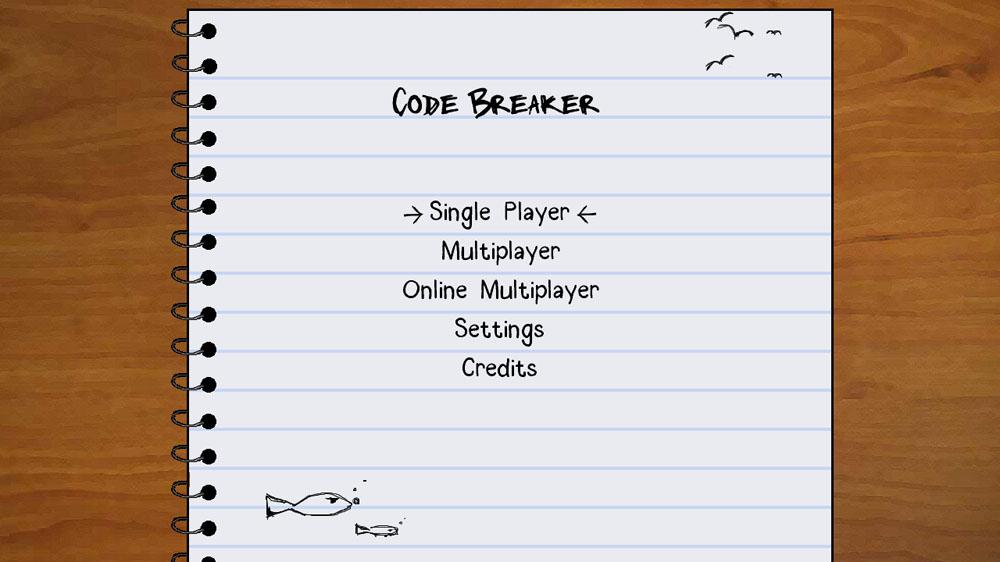 CODE BREAKER
→ Single Player ←
Multiplayer
Online Multiplayer
Settings
Credits